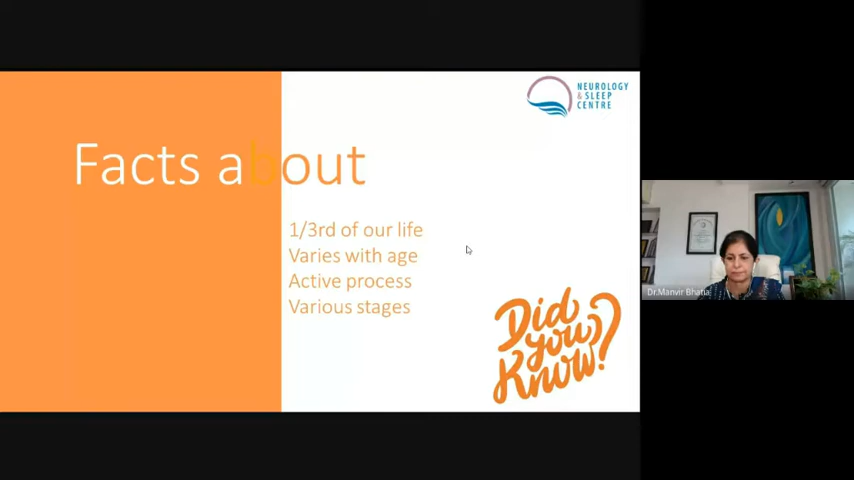 NEUROLOGY
& SLEEP
CENTRE
Facts about
1/3rd of our life
Varies with age
Active process
Various stages
Did
you
Know?
Dr.Manvir Bhatia